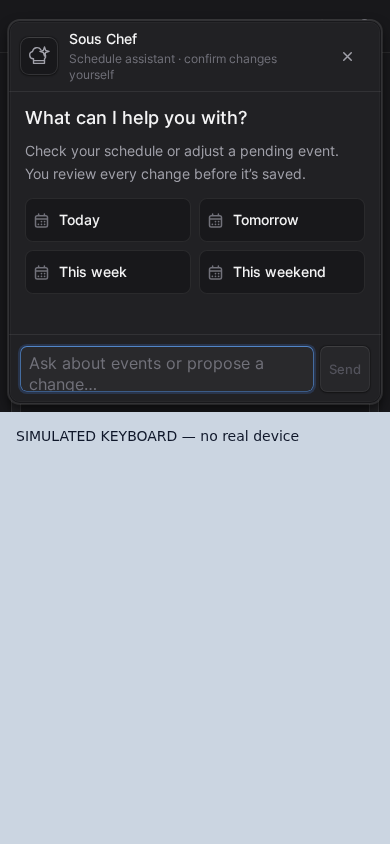 Sous Chef
Schedule assistant · confirm changes
yourself
What can I help you with?
Check your schedule or adjust a pending event.
You review every change before it’s saved.
Today
Tomorrow
This week
This weekend
Ask about events or propose a
change…
Send
SIMULATED KEYBOARD — no real device